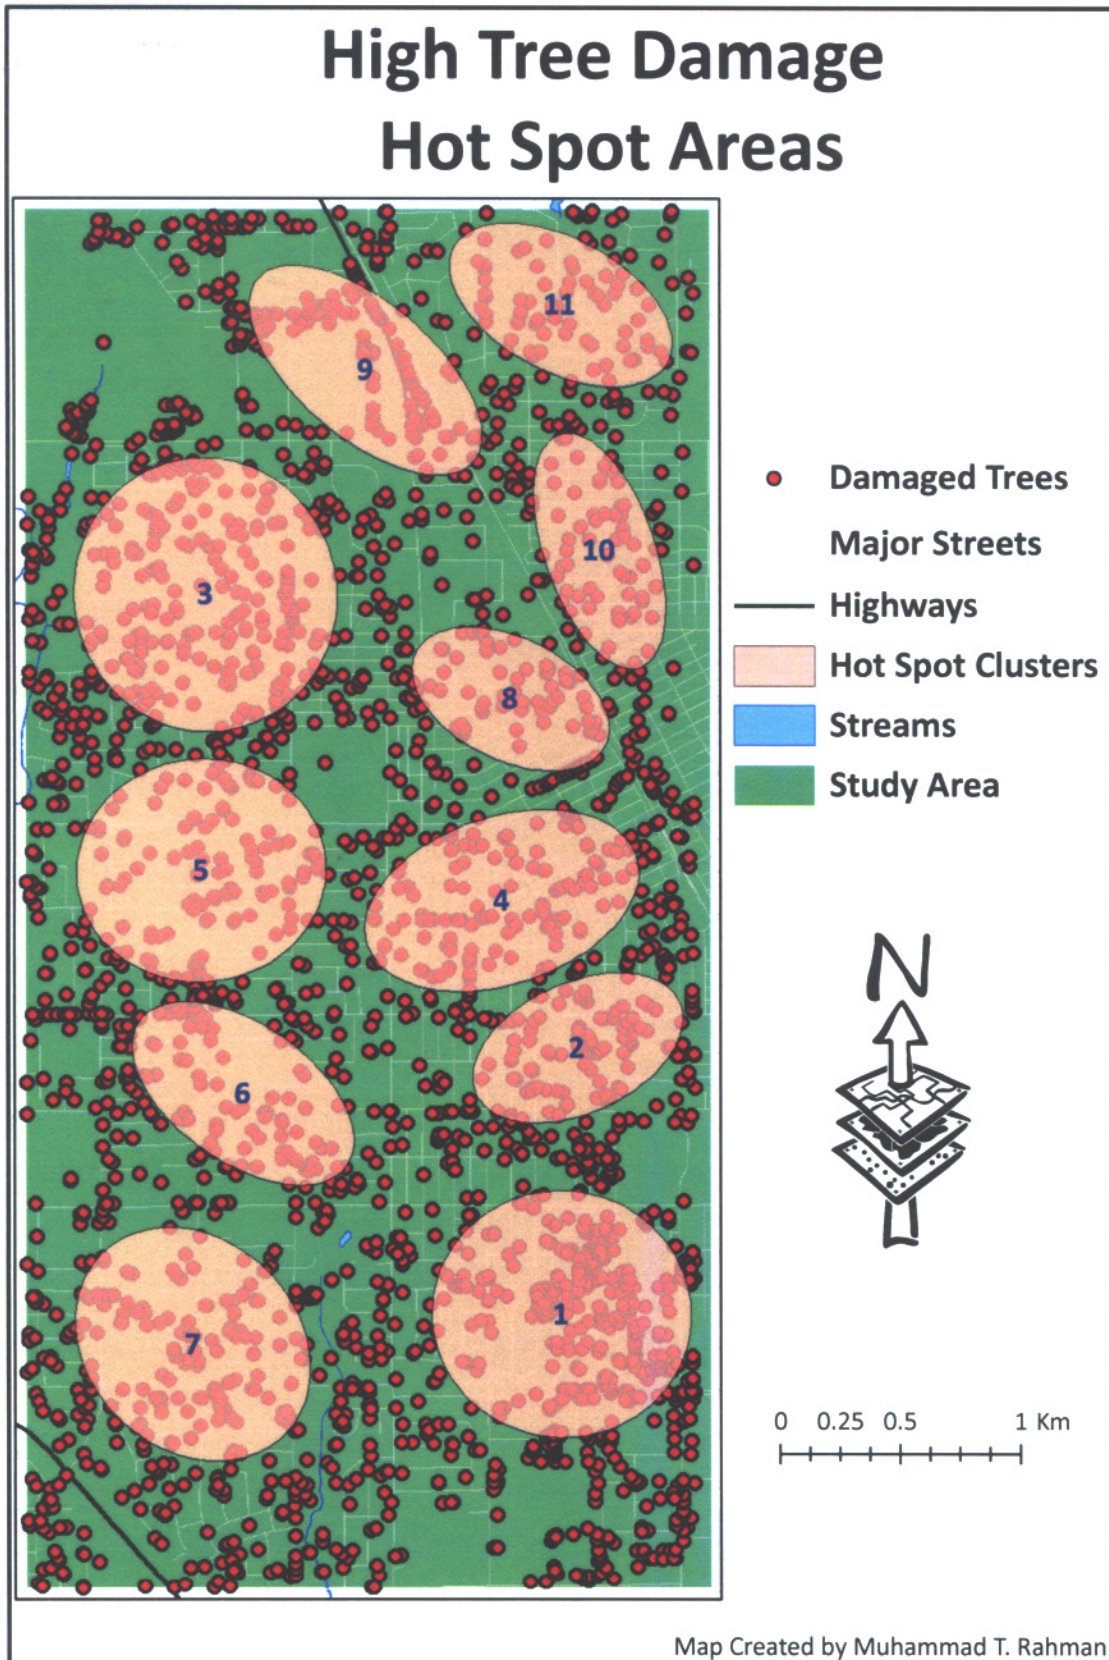 High Tree Damage
Hot Spot Areas
11
9
10
3
8
5
4
2
6
1
7
Damaged Trees
Major Streets
Highways
Hot Spot Clusters
Streams
Study Area
N
0 0.25 0.5 1 Km
Map Created by Muhammad T. Rahman